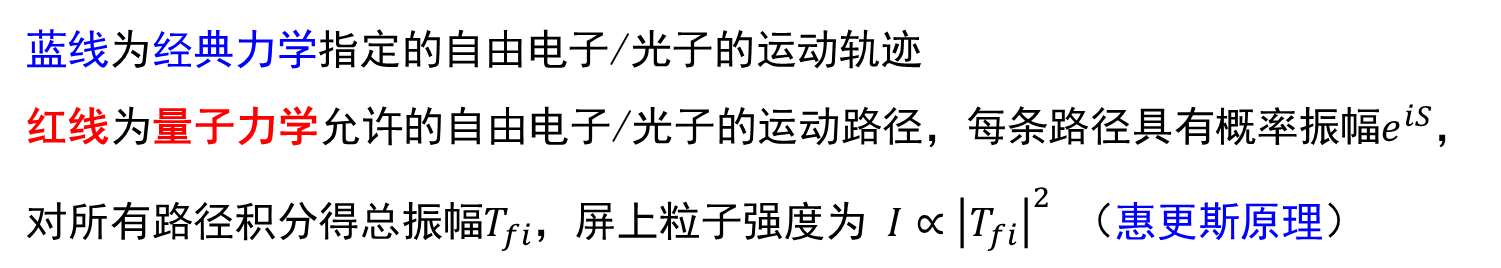 蓝线为经典力学指定的自由电子/光子的运动轨迹
红线为量子力学允许的自由电子/光子的运动路径，每条路径具有概率振幅$e^{iS}$，
对所有路径积分得总振幅$T_{fi}$，屏上粒子强度为 $I \propto |T_{fi}|^2$ （惠更斯原理）